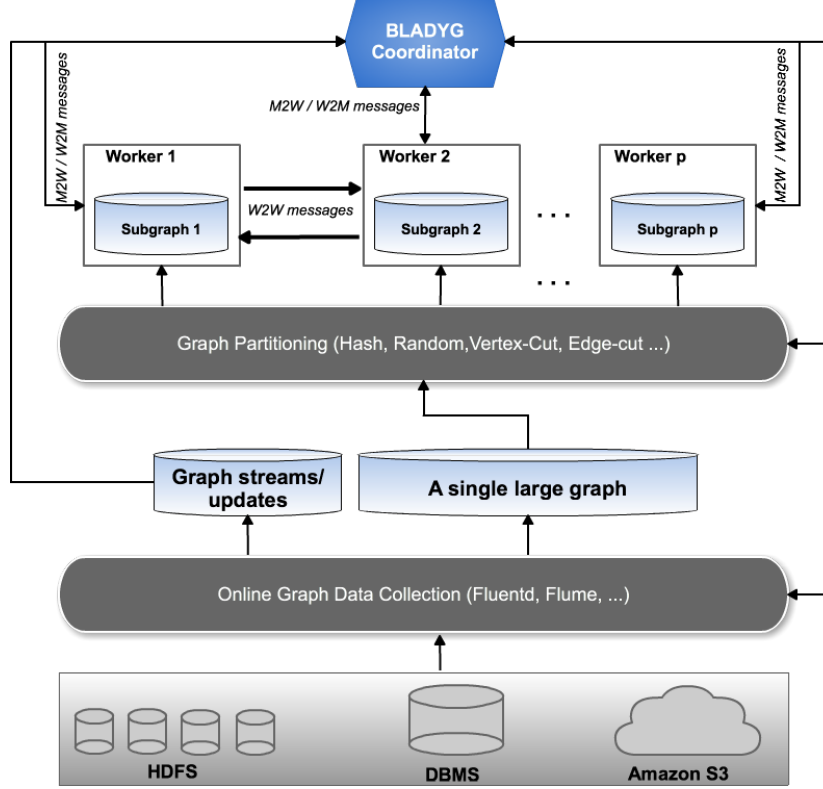 BLADYG
Coordinator
M2W / W2M messages
M2W / W2M messages
M2W / W2M messages
Worker 1
Worker 2
Worker p
W2W messages
Subgraph 1
Subgraph 2
Subgraph p
. . .
. . .
Graph Partitioning (Hash, Random,Vertex-Cut, Edge-cut ...)
Graph streams/
updates
A single large graph
Online Graph Data Collection (Fluentd, Flume, ...)
HDFS
DBMS
Amazon S3